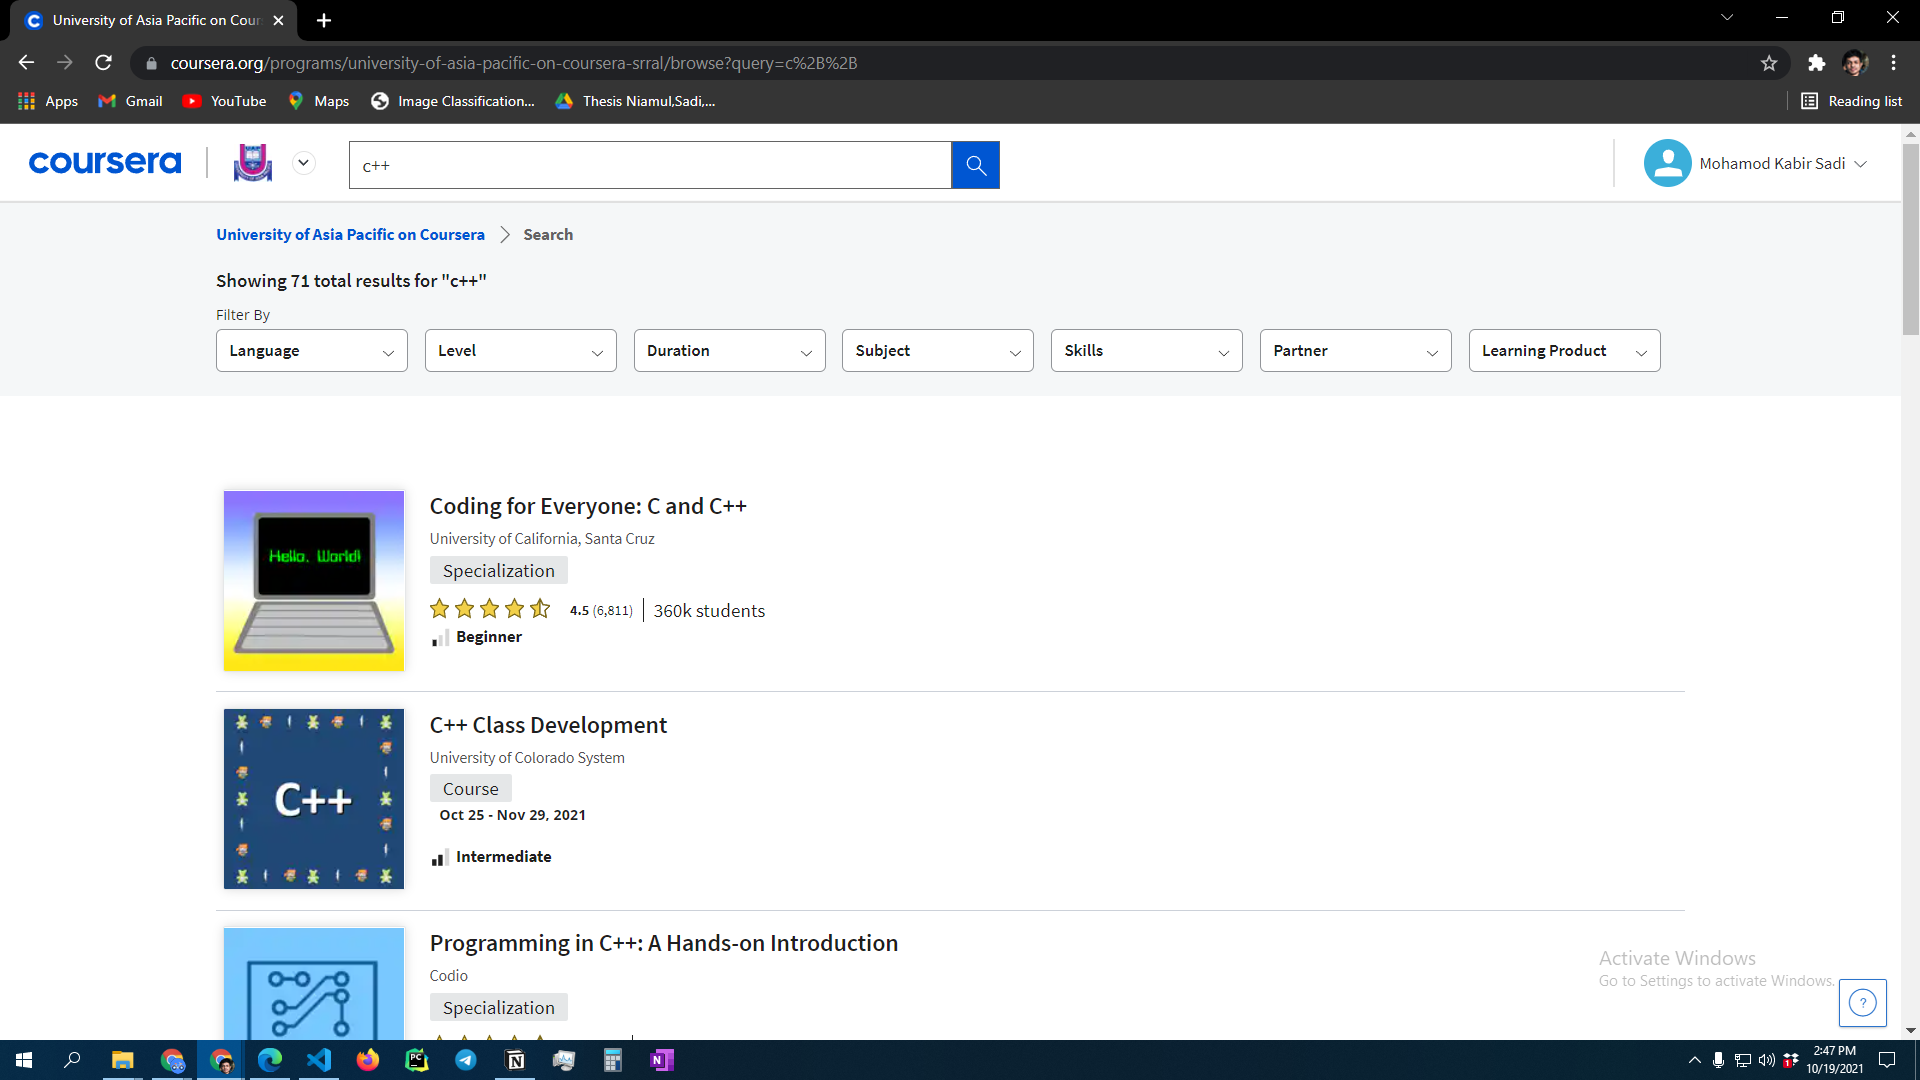 University of Asia Pacific on Cour
coursera.org/programs/university-of-asia-pacific-on-coursera-srral/browse?query=c%2B%2B
Apps Gmail YouTube Maps Image Classification... Thesis Niamul,Sadi,... Reading list
coursera
c++
Mohamod Kabir Sadi
University of Asia Pacific on Coursera Search
Showing 71 total results for "c++"
Filter By
Language Level Duration Subject Skills Partner Learning Product
Hello, World!
Coding for Everyone: C and C++
University of California, Santa Cruz
Specialization
4.5 (6,811) 360k students
Beginner
C++
C++ Class Development
University of Colorado System
Course
Oct 25 - Nov 29, 2021
Intermediate
Programming in C++: A Hands-on Introduction
Codio
Specialization
Activate Windows
Go to Settings to activate Windows.
?
2:47 PM
10/19/2021